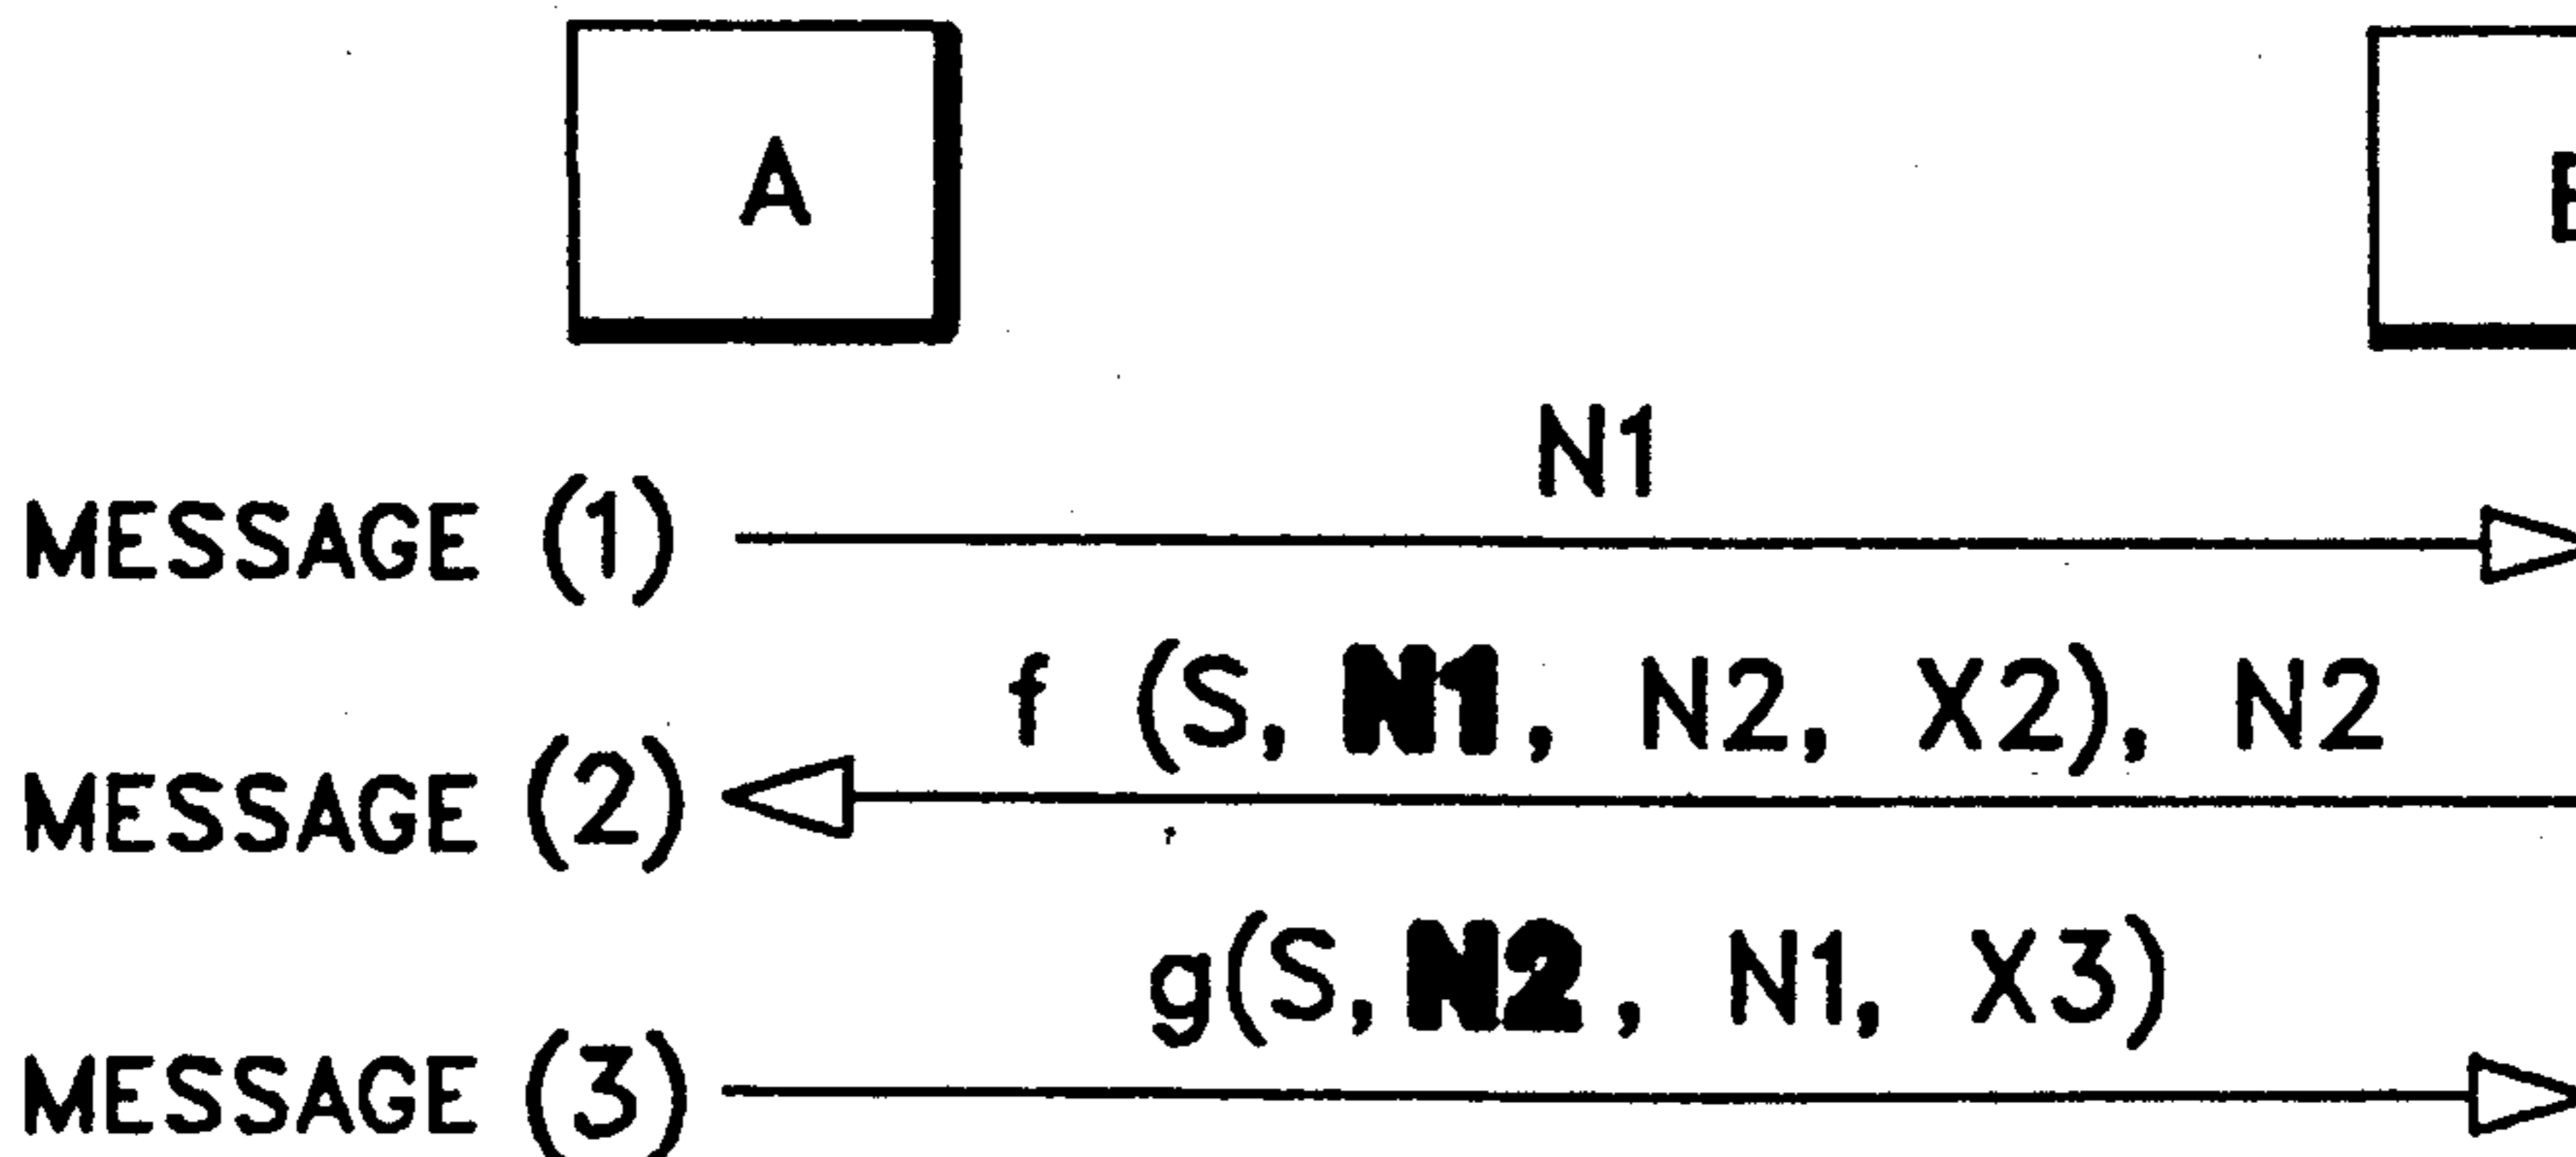 A
N1
MESSAGE (1)
f (S, N1, N2, X2), N2
MESSAGE (2)
g(S, N2, N1, X3)
MESSAGE (3)